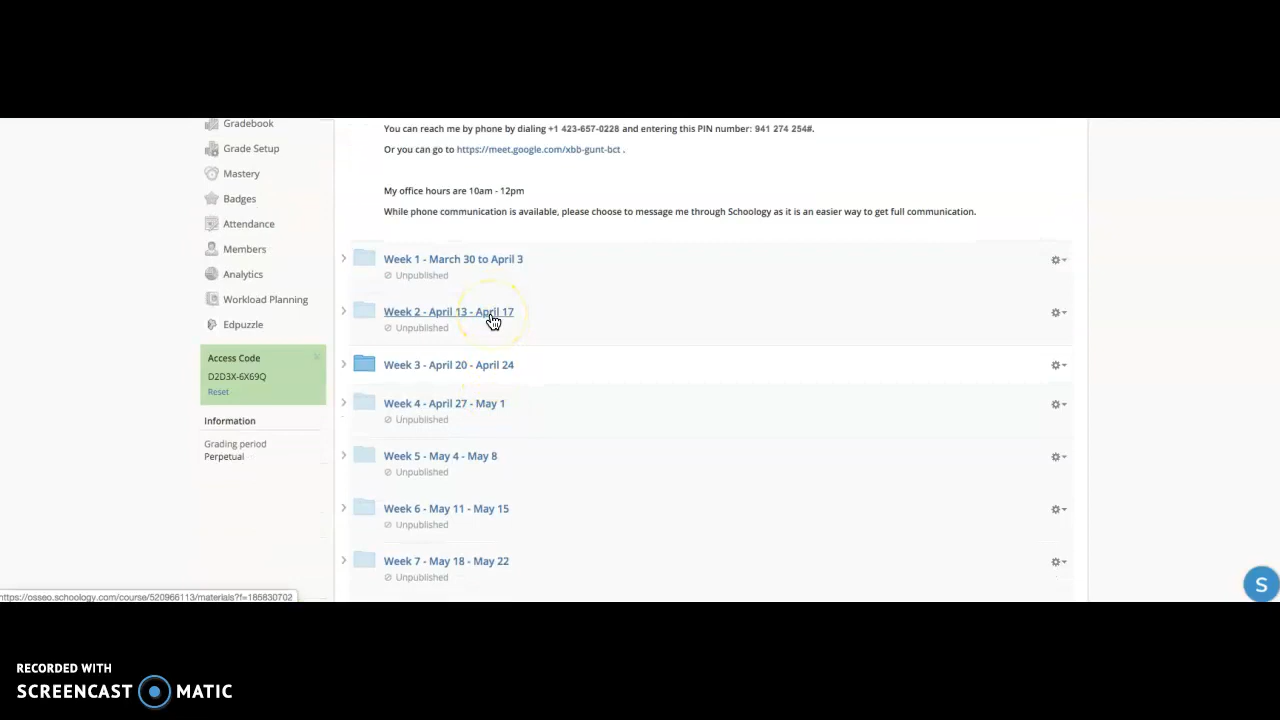 Gradebook
Grade Setup
Mastery
Badges
Attendance
Members
Analytics
Workload Planning
Edpuzzle
Access Code
D2D3X-6X69Q
Reset
Information
Grading period
Perpetual
You can reach me by phone by dialing +1 423-657-0228 and entering this PIN number: 941 274 254#.
Or you can go to https://meet.google.com/xbb-gunt-bct .
My office hours are 10am - 12pm
While phone communication is available, please choose to message me through Schoology as it is an easier way to get full communication.
Week 1 - March 30 to April 3
Unpublished
Week 2 - April 13 - April 17
Unpublished
Week 3 - April 20 - April 24
Week 4 - April 27 - May 1
Unpublished
Week 5 - May 4 - May 8
Unpublished
Week 6 - May 11 - May 15
Unpublished
Week 7 - May 18 - May 22
Unpublished
S
https://osseo.schoology.com/course/520966113/materials?f=185830702
RECORDED WITH
SCREENCAST MATIC